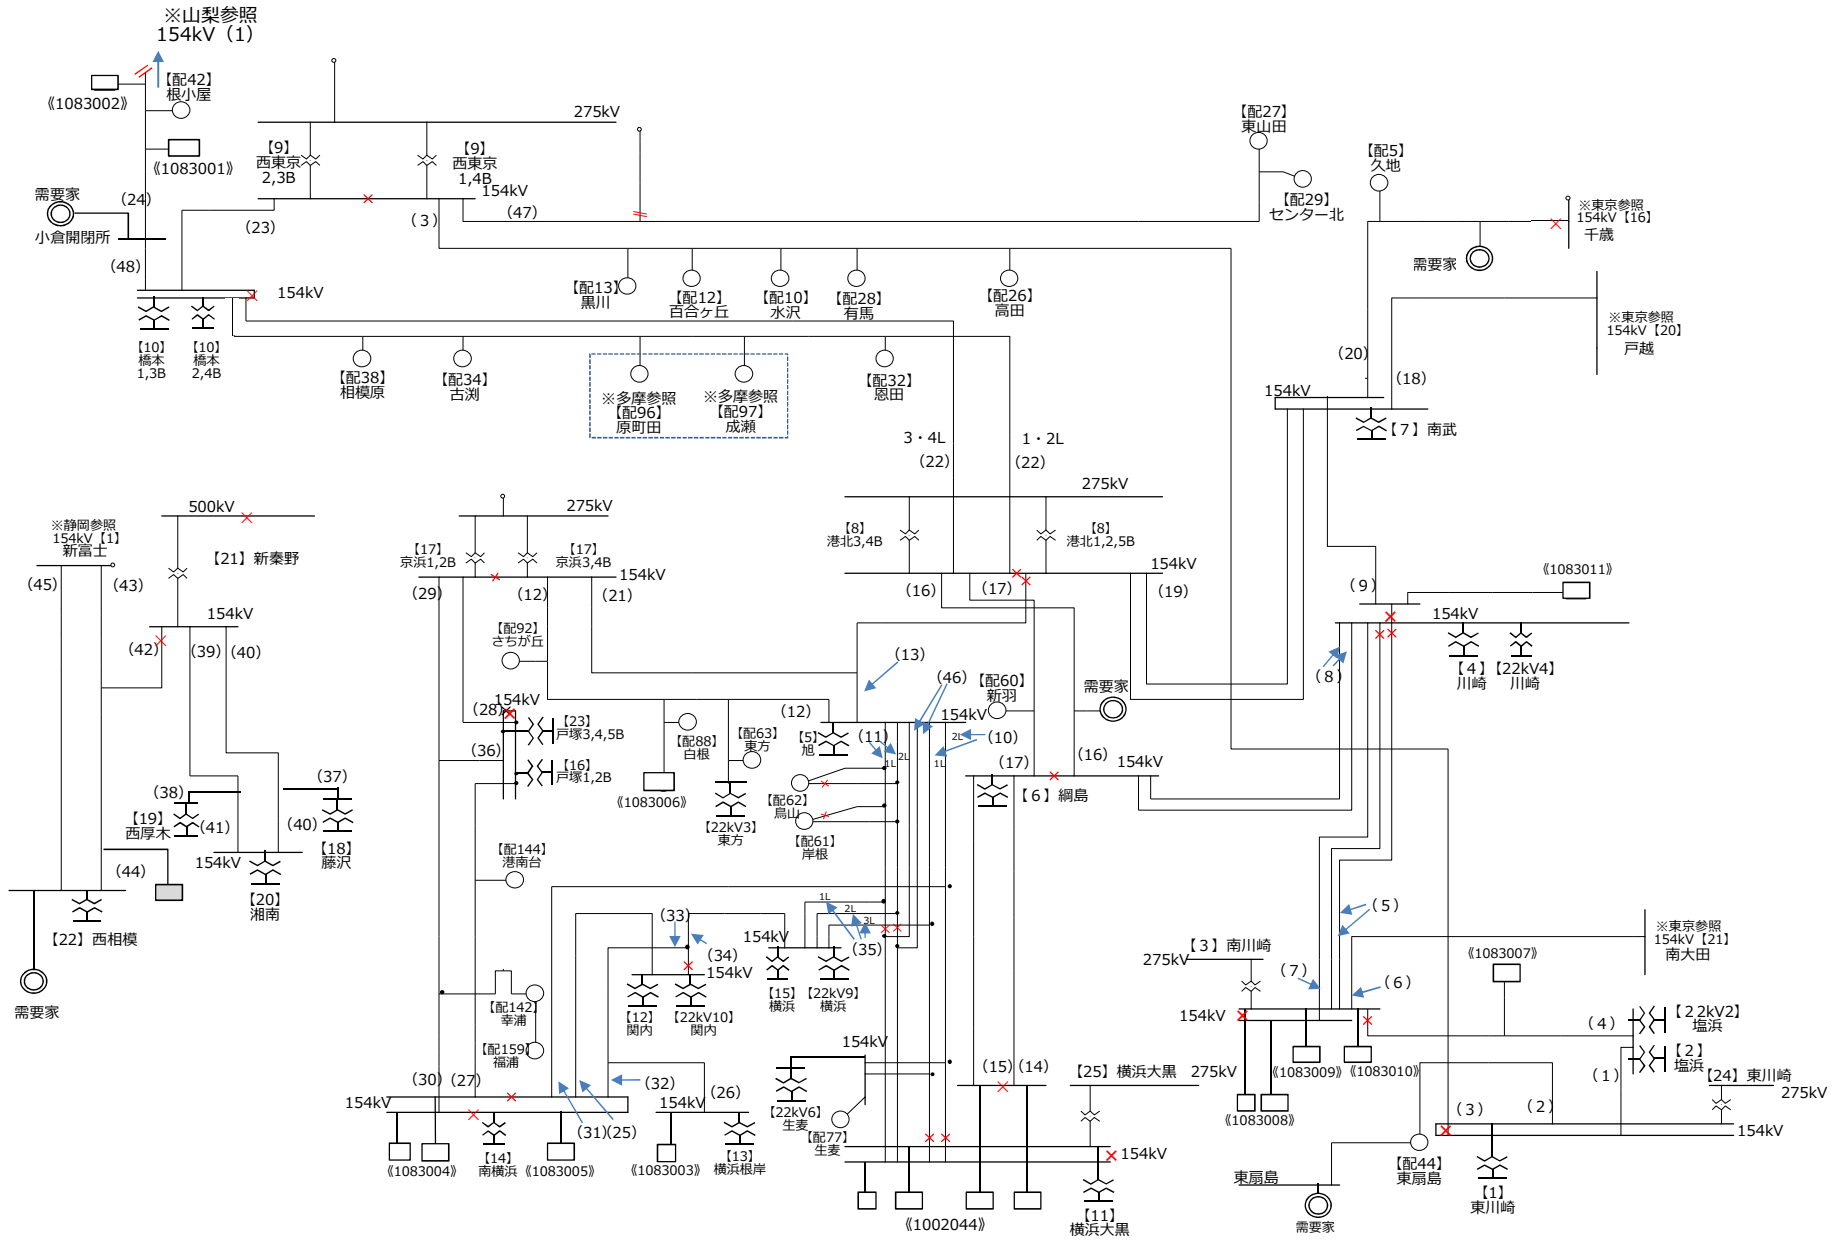 ※山梨参照
154kV（1）
【配42】
根小屋
《1083002》
《1083001》
需要家
（24）
小倉開閉所
（48）
（23）
275kV
【9】
西東京
2,3B
【9】
西東京
1,4B
154kV
（３）
（47）
154kV
【10】
橋本
1,3B
【10】
橋本
2,4B
【配38】
相模原
【配34】
古渕
※多摩参照
【配96】
原町田
※多摩参照
【配97】
成瀬
【配32】
恩田
【配13】
黒川
【配12】
百合ヶ丘
【配10】
水沢
【配28】
有馬
【配26】
高田
【配27】
東山田
【配29】
センター北
【配5】
久地
※東京参照
154kV【16】
千歳
需要家
※東京参照
154kV【20】
戸越
（20）
（18）
154kV
【７】南武
3・4L
（22）
1・2L
（22）
275kV
【8】
港北3,4B
【8】
港北1,2,5B
154kV
（16）
（17）
（19）
500kV
※静岡参照
154kV【1】
新富士
【21】新秦野
（45）
（43）
154kV
（42）
（39）
（40）
（38）
（37）
【19】
西厚木
（41）
（40）
【18】
藤沢
154kV
（44）
【20】
湘南
【22】西相模
需要家
275kV
【17】
京浜1,2B
【17】
京浜3,4B
154kV
（29）
（12）
（21）
【配92】
さちが丘
154kV
（28）
【23】
戸塚3,4,5B
（36）
【16】
戸塚1,2B
《1083006》
【配88】
白根
【配63】
東方
【22kV3】
東方
（12）
【5】
旭
（13）
（46）
154kV
（11）
2L
1L
2L
1L
（10）
【配60】
新羽
需要家
（17）
（16）
154kV
【６】綱島
【配62】
鳥山
【配61】
岸根
【配144】
港南台
（33）
（34）
154kV
1L
2L
3L
（35）
154kV
【12】
関内
【22kV10】
関内
【15】
横浜
【22kV9】
横浜
【配142】
幸浦
【配159】
福浦
（30）
（27）
（32）
（26）
154kV
154kV
（31）
（25）
《1083004》
【14】
南横浜
《1083005》
《1083003》
【13】
横浜根岸
154kV
【22kV6】
生麦
【配77】
生麦
（15）
（14）
【25】横浜大黒
275kV
154kV
《1002044》
【11】
横浜大黒
（９）
《1083011》
154kV
（８）
【４】
川崎
【22kV4】
川崎
（５）
【３】南川崎
275kV
（７）
（６）
154kV
《1083007》
※東京参照
154kV【21】
南大田
（４）
【２2kV2】
塩浜
【２】
塩浜
（１）
《1083009》
《1083010》
《1083008》
【24】東川崎
275kV
（３）
（２）
154kV
【配44】
東扇島
【1】
東川崎
東扇島
需要家